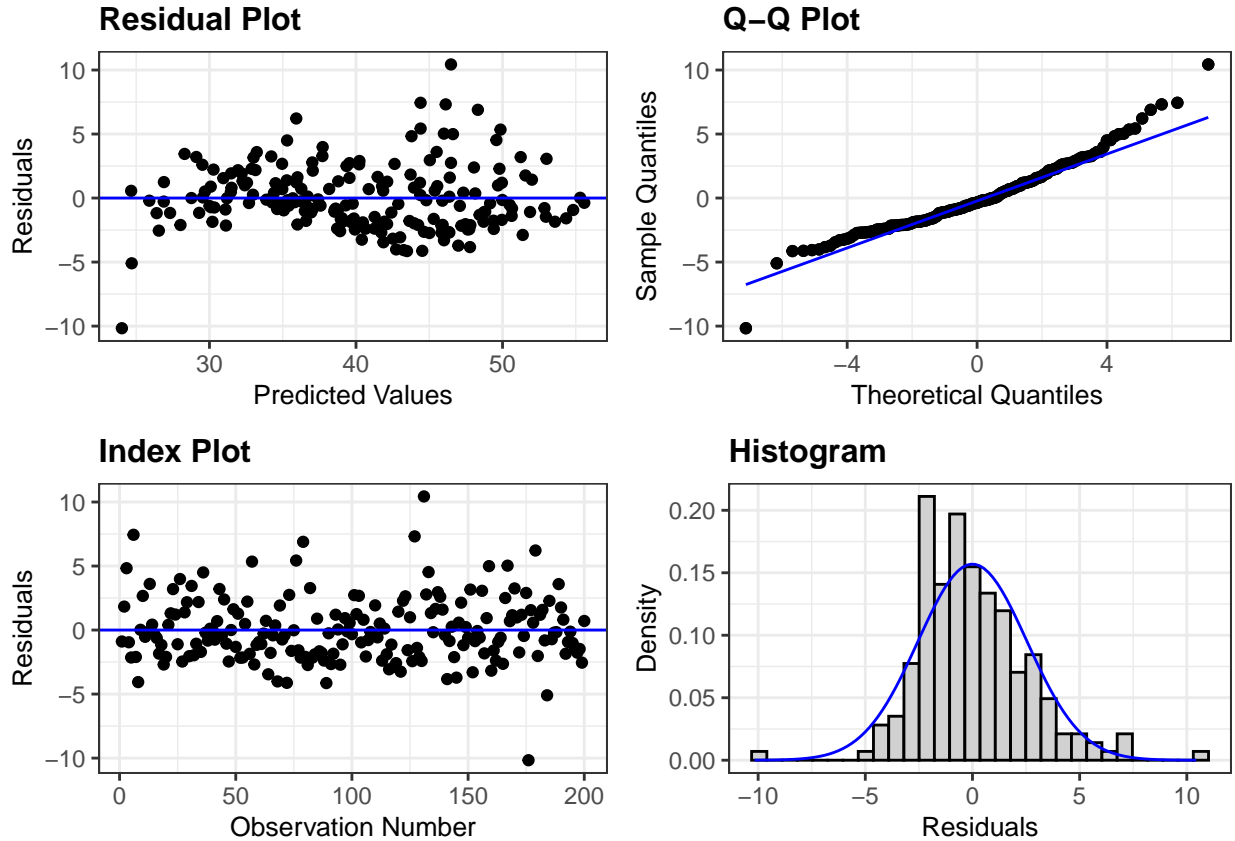 Residual Plot
10
5
0
−5
−10
Residuals
30 40 50
Predicted Values
Q−Q Plot
10
5
0
−5
−10
Sample Quantiles
−4 0 4
Theoretical Quantiles
Index Plot
10
5
0
−5
−10
Residuals
0 50 100 150 200
Observation Number
Histogram
0.20
0.15
0.10
0.05
0.00
Density
−10 −5 0 5 10
Residuals